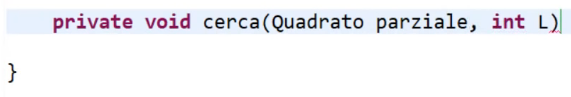 private void cerca(Quadrato parziale, int L)
}